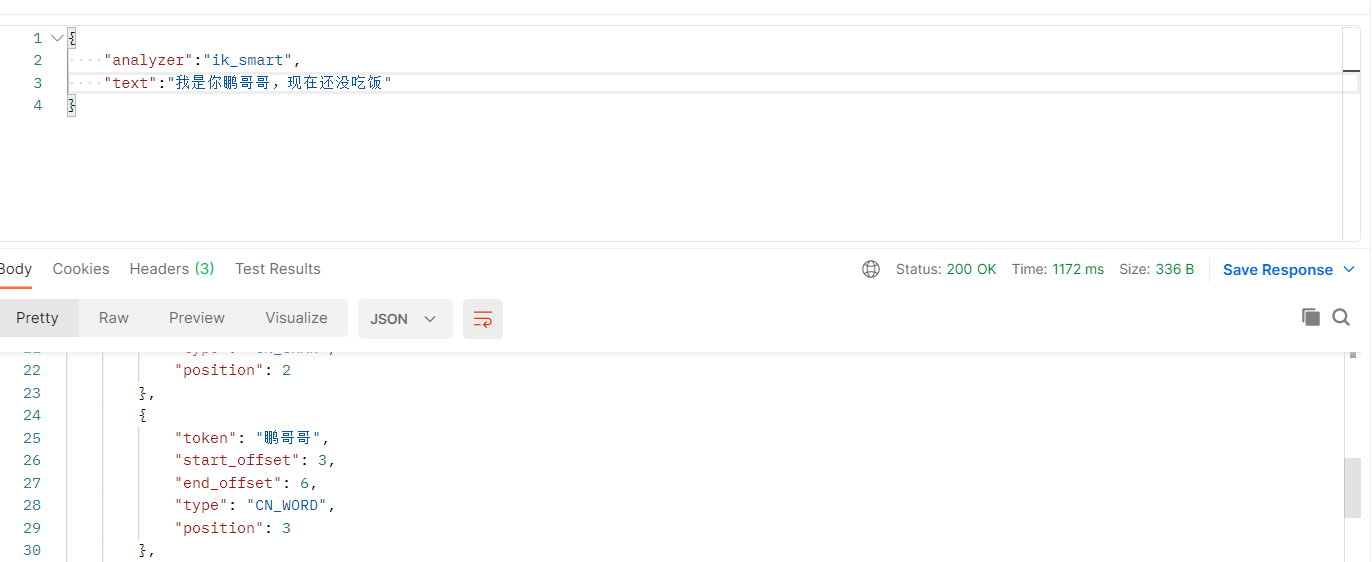 1 {
2 "analyzer":"ik_smart",
3 "text":"我是你鹏哥哥，现在还没吃饭"
4 }
Body Cookies Headers (3) Test Results Status: 200 OK Time: 1172 ms Size: 336 B Save Response
Pretty Raw Preview Visualize JSON
22 "position": 2
23 },
24 {
25 "token": "鹏哥哥",
26 "start_offset": 3,
27 "end_offset": 6,
28 "type": "CN_WORD",
29 "position": 3
30 },